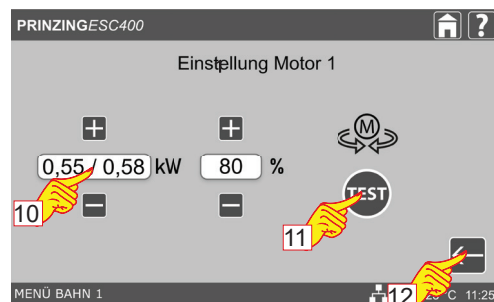 PRINZINGESC400 ?
Einstellung Motor 1
M
+ +
0,55 / 0,58 kW 80 %
TEST
10
11
12
MENÜ BAHN 1 C 11:25